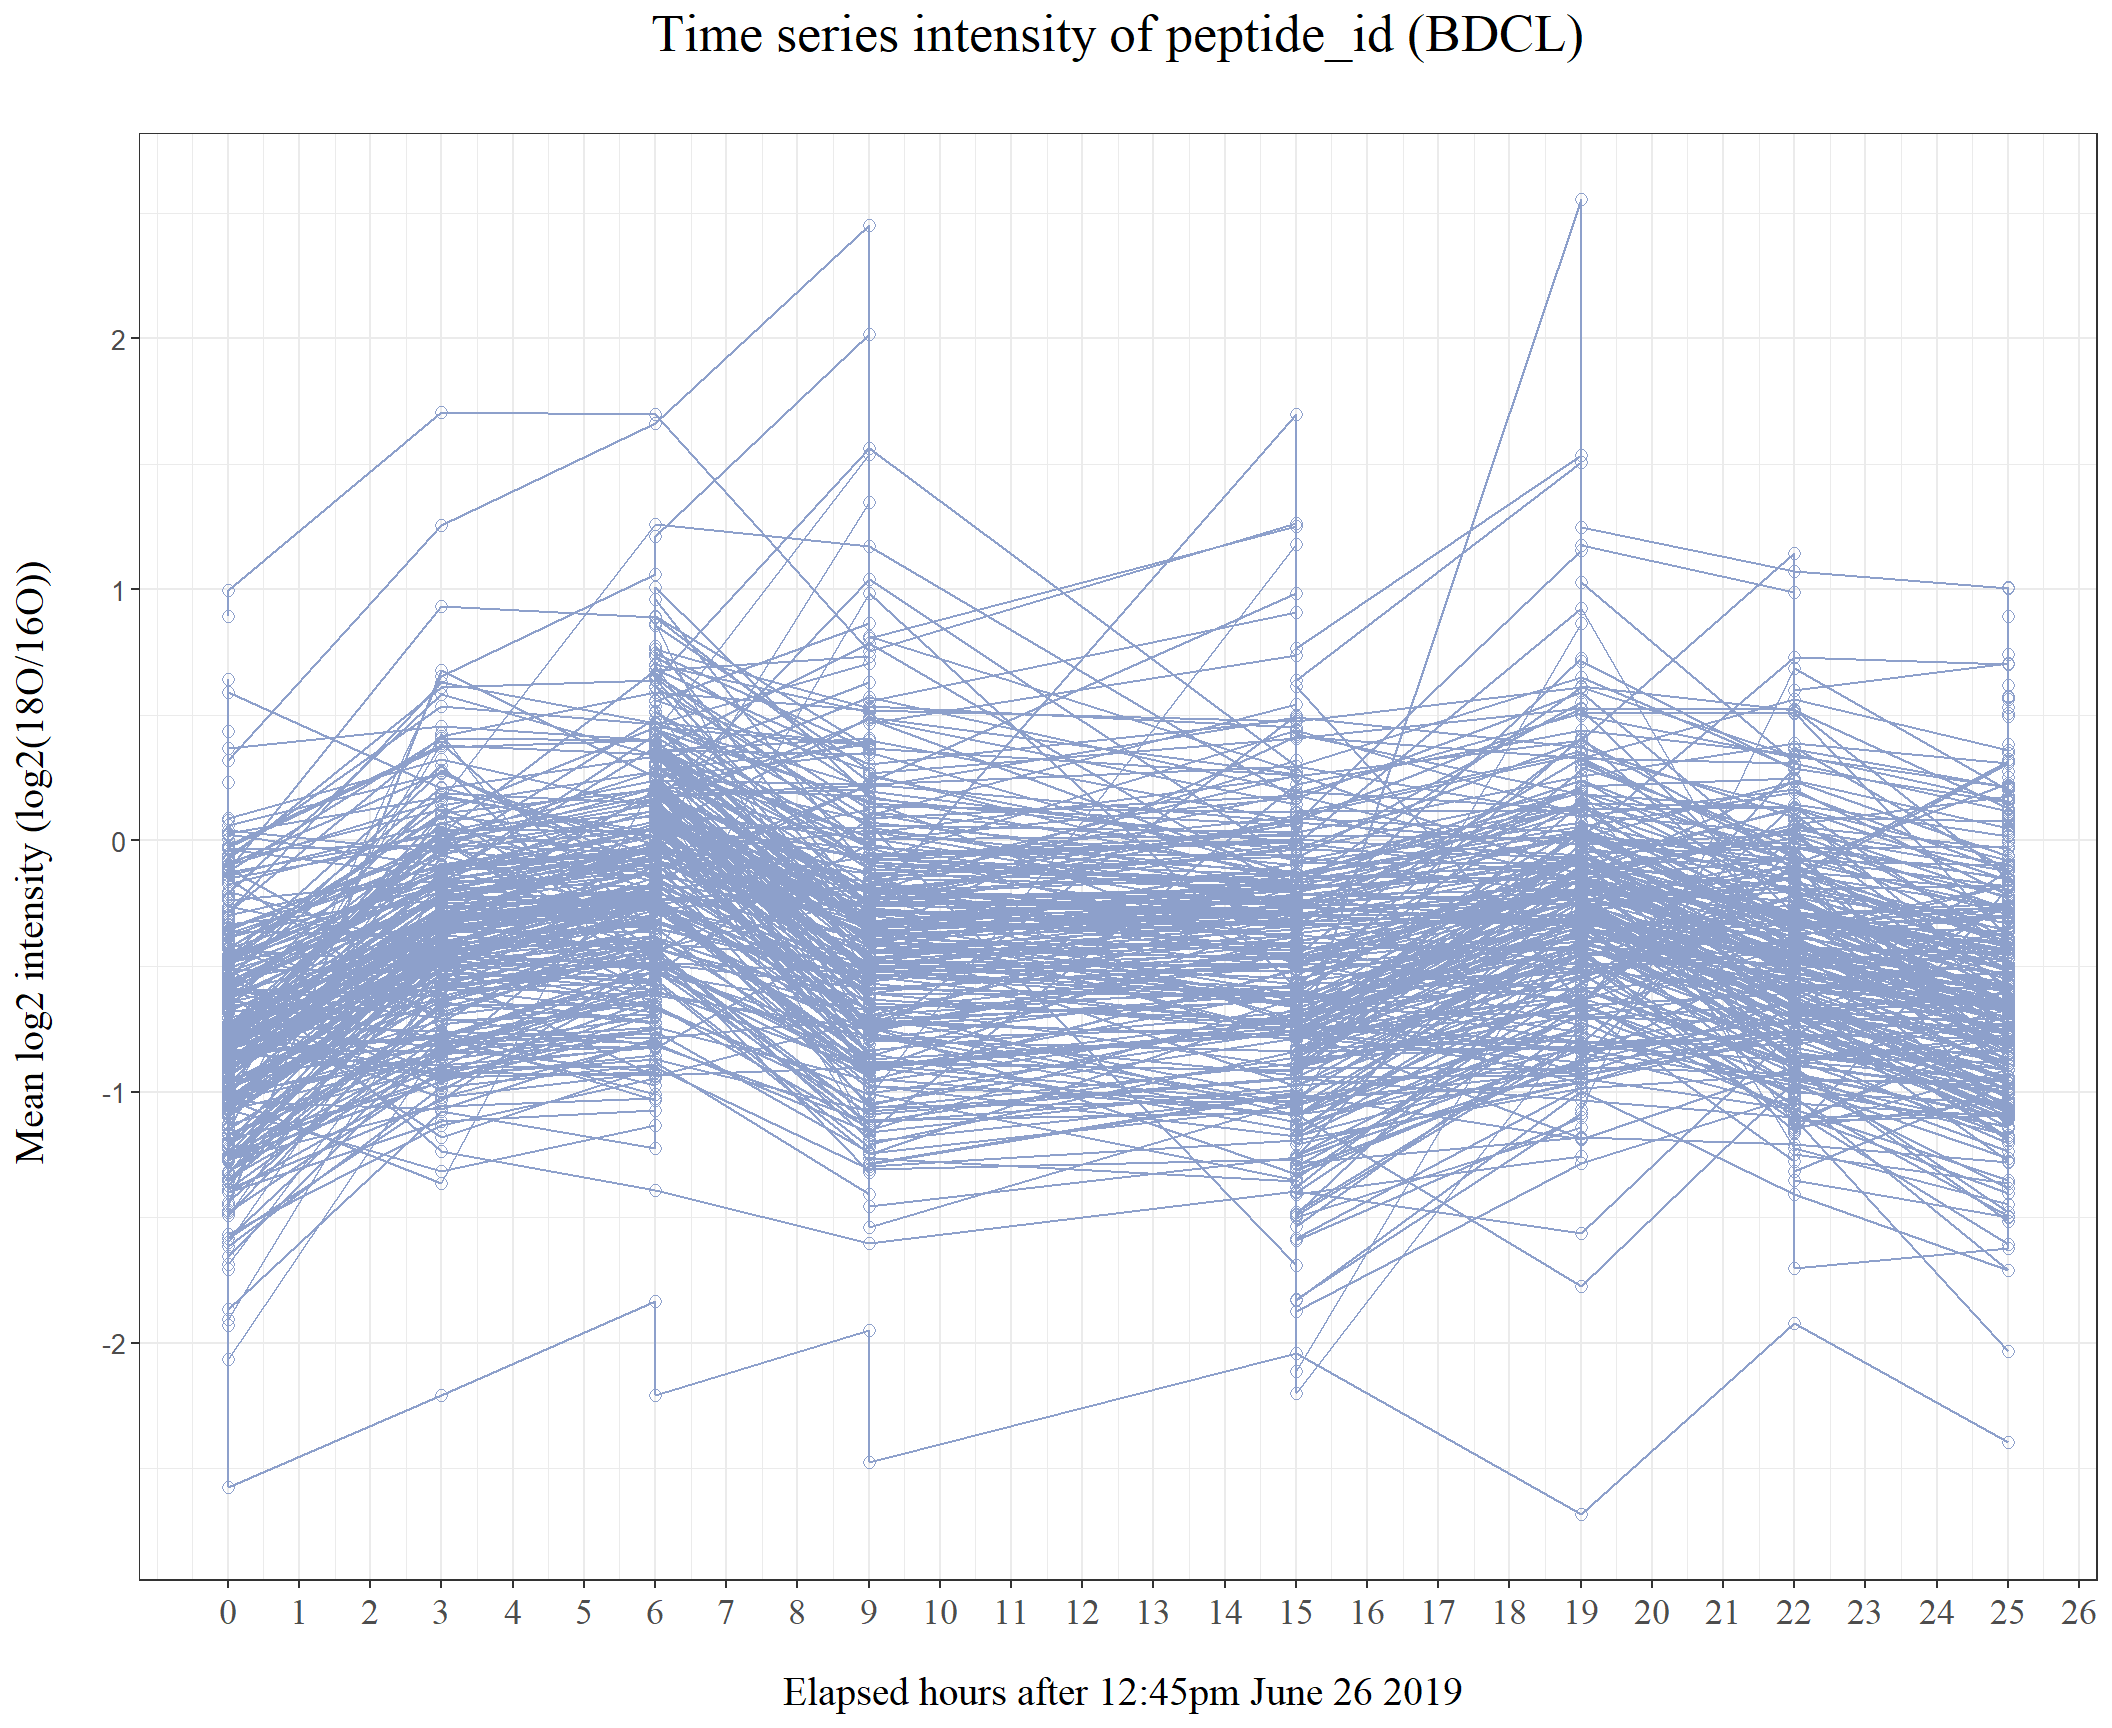 Time series intensity of peptide_id (BDCL)
Mean log2 intensity (log2(18O/16O))
2
1
0
-1
-2
0 1 2 3 4 5 6 7 8 9 10 11 12 13 14 15 16 17 18 19 20 21 22 23 24 25 26
Elapsed hours after 12:45pm June 26 2019